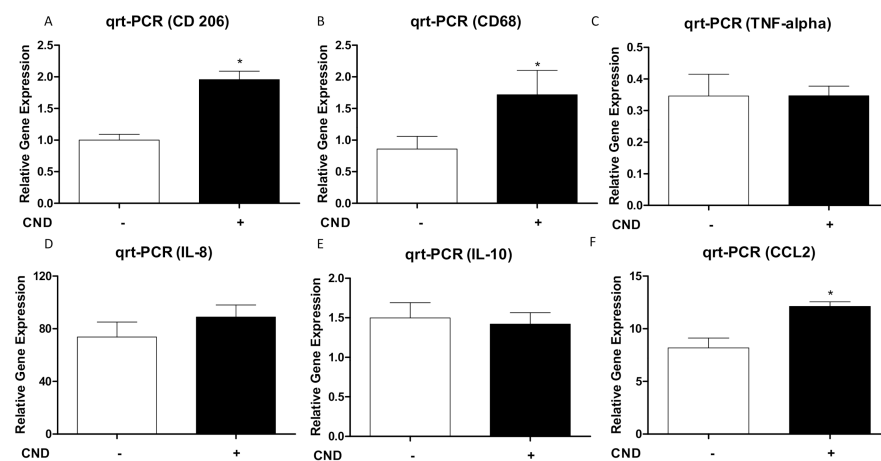 A
qrt-PCR (CD 206)
Relative Gene Expression
2.5
2.0
1.5
1.0
0.5
0.0
*
CND - +
B
qrt-PCR (CD68)
Relative Gene Expression
2.5
2.0
1.5
1.0
0.5
0.0
*
CND - +
C
qrt-PCR (TNF-alpha)
Relative Gene Expression
0.5
0.4
0.3
0.2
0.1
0.0
CND - +
D
qrt-PCR (IL-8)
Relative Gene Expression
120
80
40
0
CND - +
E
qrt-PCR (IL-10)
Relative Gene Expression
2.0
1.5
1.0
0.5
0.0
CND - +
F
qrt-PCR (CCL2)
Relative Gene Expression
15
10
5
0
*
CND - +